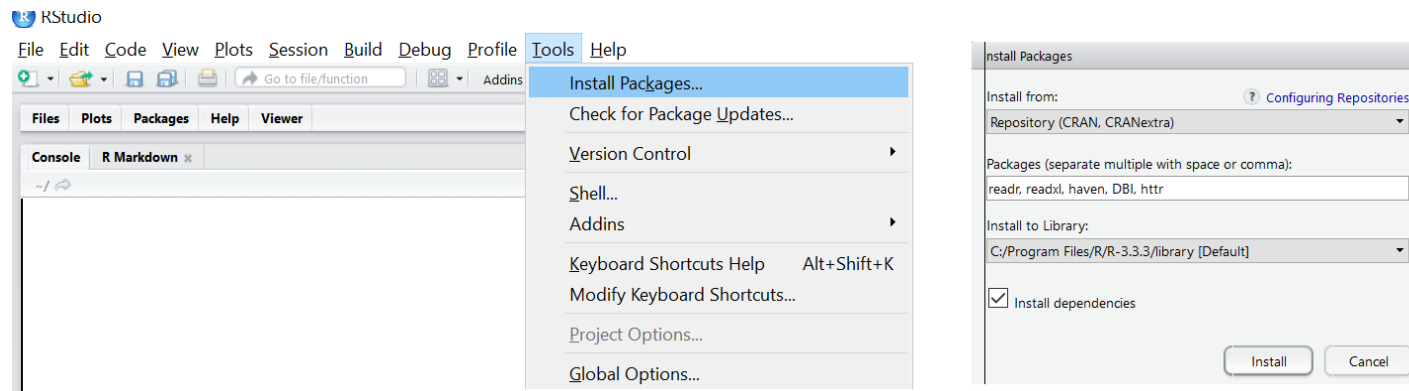 RStudio
File Edit Code View Plots Session Build Debug Profile Tools Help
Go to file/function Addins
Files Plots Packages Help Viewer
Console R Markdown ×
~/
Install Packages...
Check for Package Updates...
Version Control
Shell...
Addins
Keyboard Shortcuts Help Alt+Shift+K
Modify Keyboard Shortcuts...
Project Options...
Global Options...
nstall Packages
Install from: ? Configuring Repositories
Repository (CRAN, CRANextra)
Packages (separate multiple with space or comma):
readr, readxl, haven, DBI, httr
Install to Library:
C:/Program Files/R/R-3.3.3/library [Default]
Install dependencies
Install Cancel